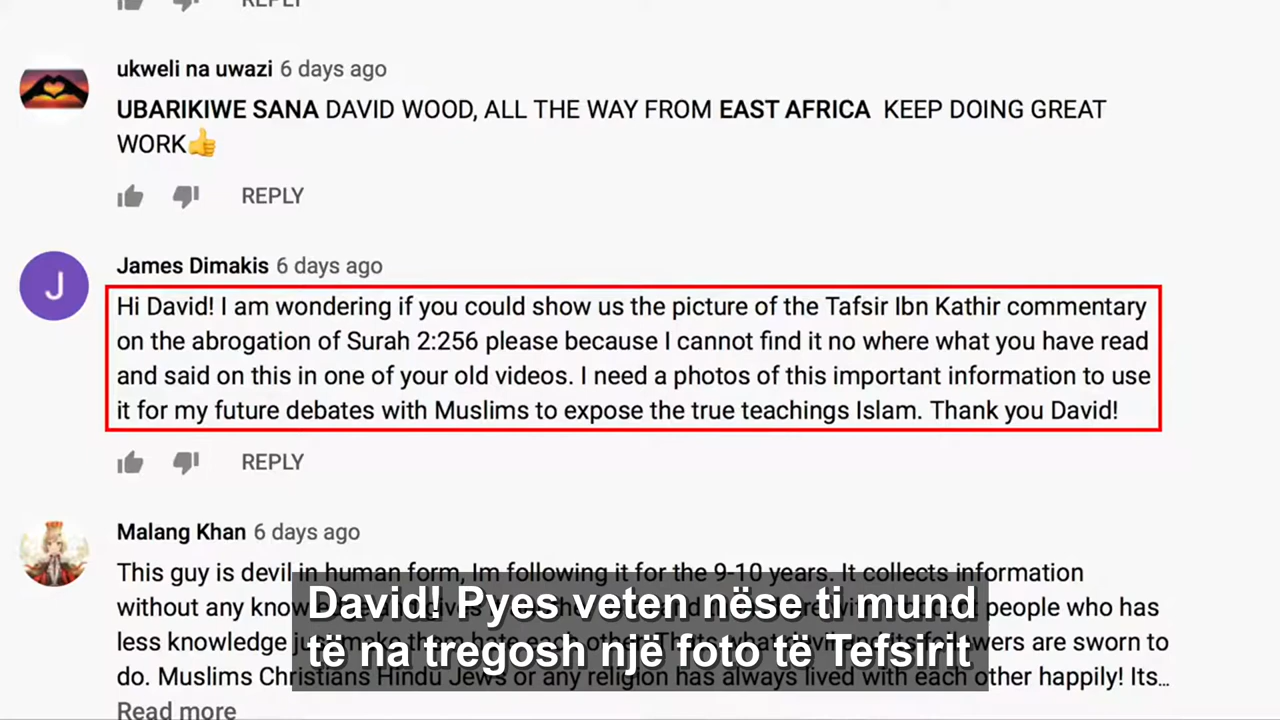 REPLY
ukweli na uwazi 6 days ago
UBARIKIWE SANA DAVID WOOD, ALL THE WAY FROM EAST AFRICA KEEP DOING GREAT
WORK👍
REPLY
J
James Dimakis 6 days ago
Hi David! I am wondering if you could show us the picture of the Tafsir Ibn Kathir commentary
on the abrogation of Surah 2:256 please because I cannot find it no where what you have read
and said on this in one of your old videos. I need a photos of this important information to use
it for my future debates with Muslims to expose the true teachings Islam. Thank you David!
REPLY
Malang Khan 6 days ago
This guy is devil in human form, Im following it for the 9-10 years. It collects information
without any people who has
less knowledge are sworn to
do. Muslims Christians Hindu Jews or any religion has always lived with each other happily! Its...
Read more
David! Pyes veten nëse ti mund
të na tregosh një foto të Tefsirit